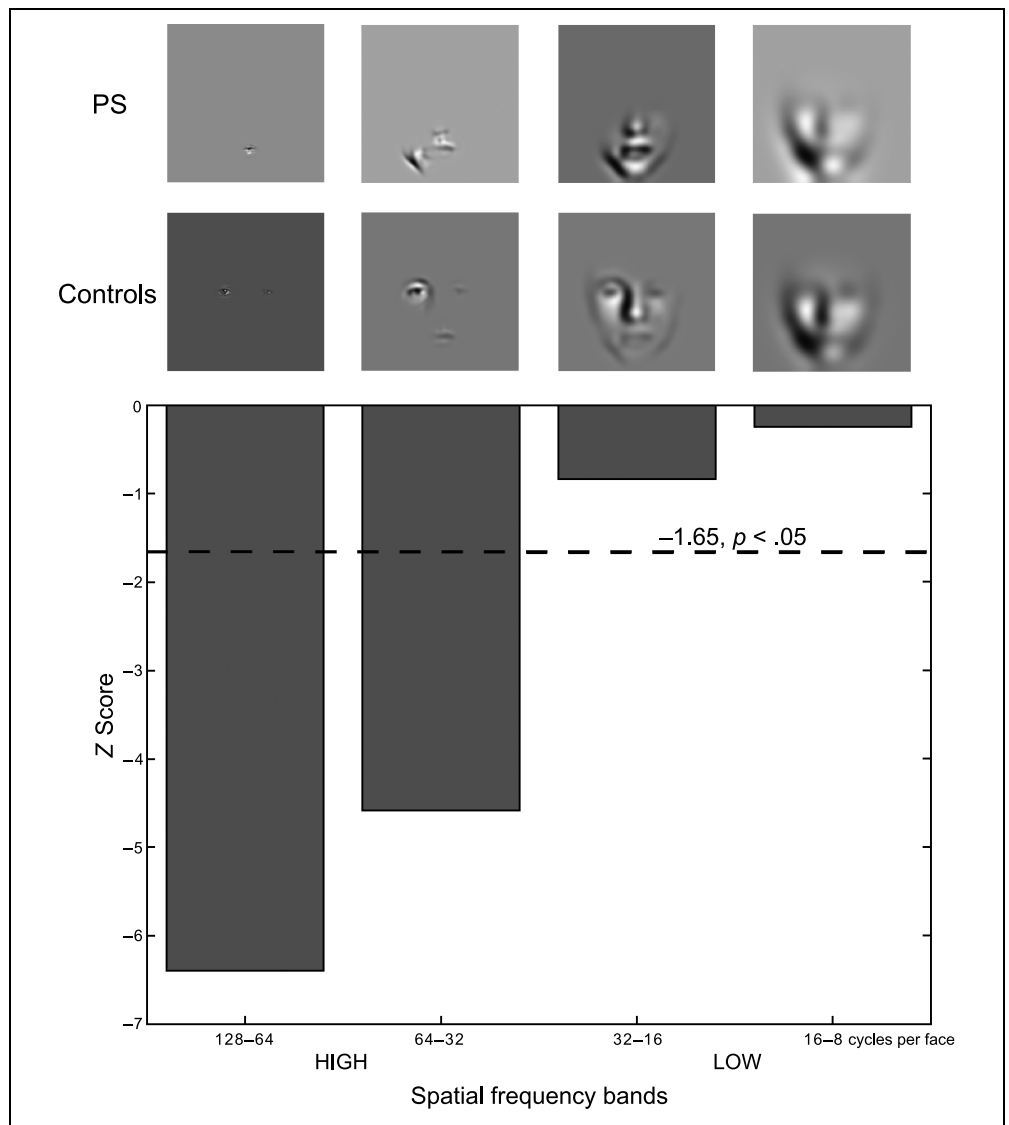 PS
Controls
0
–1
–1.65, p < .05
–2
–3
Z Score
–4
–5
–6
–7
128–64 64–32 32–16 16–8 cycles per face
HIGH LOW
Spatial frequency bands